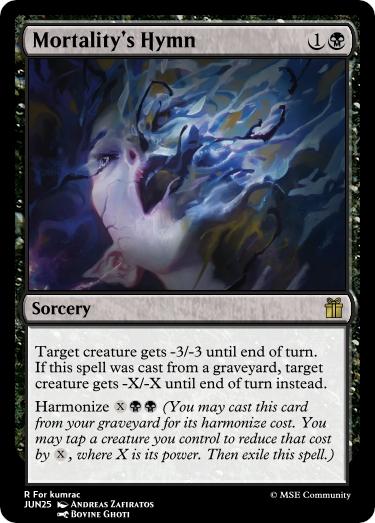 Mortality's Hymn 1
Sorcery
Target creature gets -3/-3 until end of turn.
If this spell was cast from a graveyard, target
creature gets -X/-X until end of turn instead.
Harmonize X (You may cast this card
from your graveyard for its harmonize cost. You
may tap a creature you control to reduce that cost
by X, where X is its power. Then exile this spell.)
R For kumrac
JUN25 Andreas Zafiratos © MSE Community
Bovine Ghoti